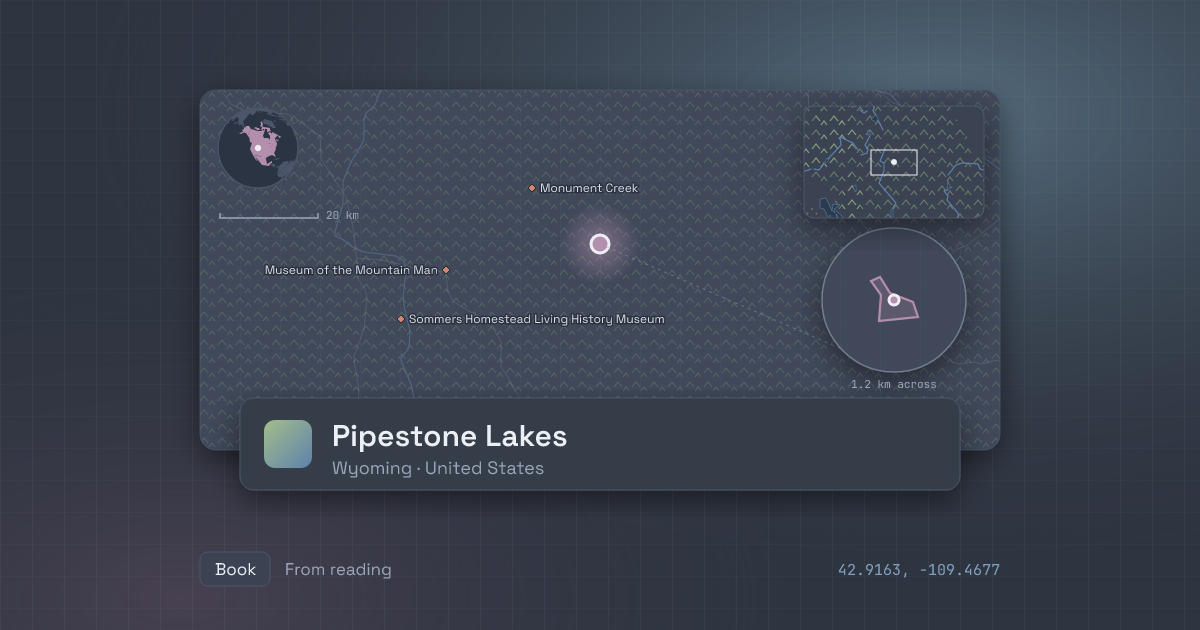 Monument Creek
20 km
Museum of the Mountain Man
Sommers Homestead Living History Museum
1.2 km across
Pipestone Lakes
Wyoming · United States
Book
From reading
42.9163, -109.4677